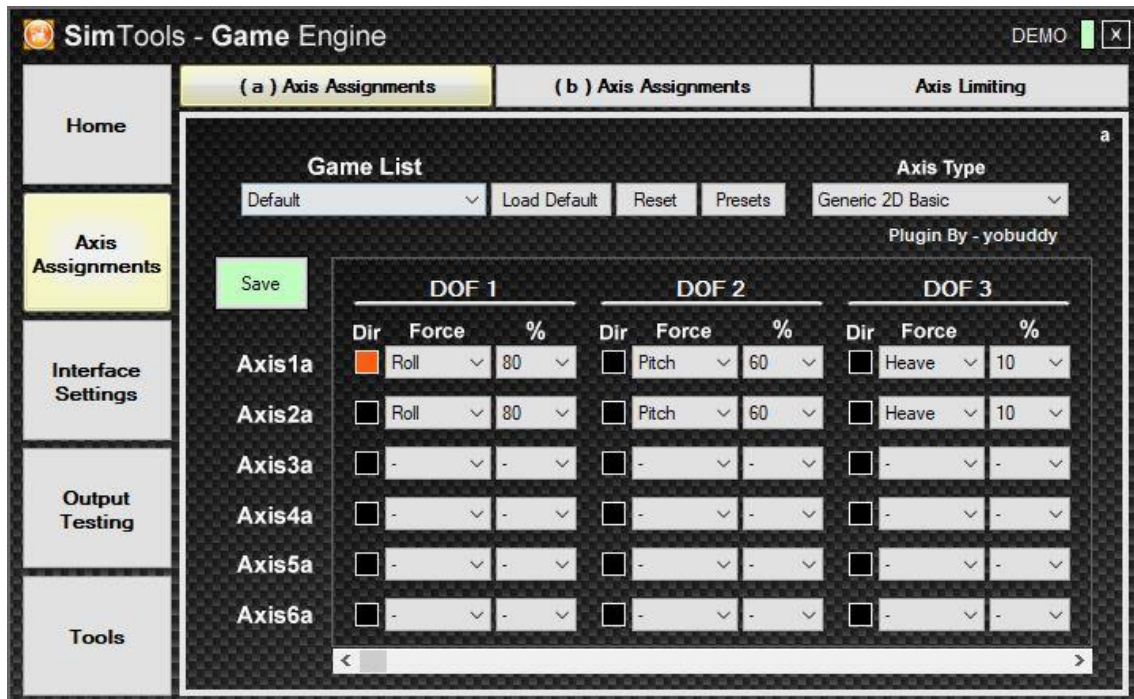 SimTools - Game Engine DEMO X
( a ) Axis Assignments ( b ) Axis Assignments Axis Limiting
Home
a
Game List Axis Type
Default Load Default Reset Presets Generic 2D Basic
Plugin By - yobuddy
Axis
Assignments
Save
DOF 1 DOF 2 DOF 3
Dir Force % Dir Force % Dir Force %
Axis1a Roll 80 Pitch 60 Heave 10
Interface
Settings
Axis2a Roll 80 Pitch 60 Heave 10
Axis3a - - - - - -
Output
Testing
Axis4a - - - - - -
Axis5a - - - - - -
Axis6a - - - - - -
Tools